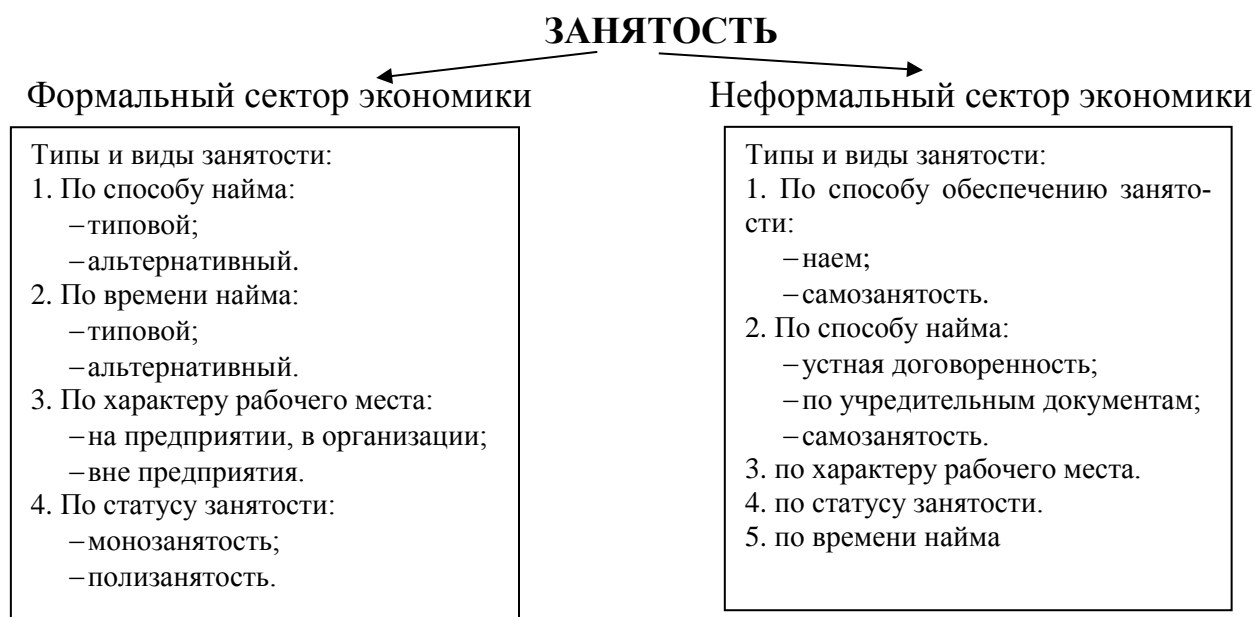 ЗАНЯТОСТЬ
Формальный сектор экономики
Типы и виды занятости:
1. По способу найма:
–типовой;
–альтернативный.
2. По времени найма:
–типовой;
–альтернативный.
3. По характеру рабочего места:
–на предприятии, в организации;
–вне предприятия.
4. По статусу занятости:
–монозанятость;
–полизанятость.
Неформальный сектор экономики
Типы и виды занятости:
1. По способу обеспечению занято-
сти:
–наем;
–самозанятость.
2. По способу найма:
–устная договоренность;
–по учредительным документам;
–самозанятость.
3. по характеру рабочего места.
4. по статусу занятости.
5. по времени найма